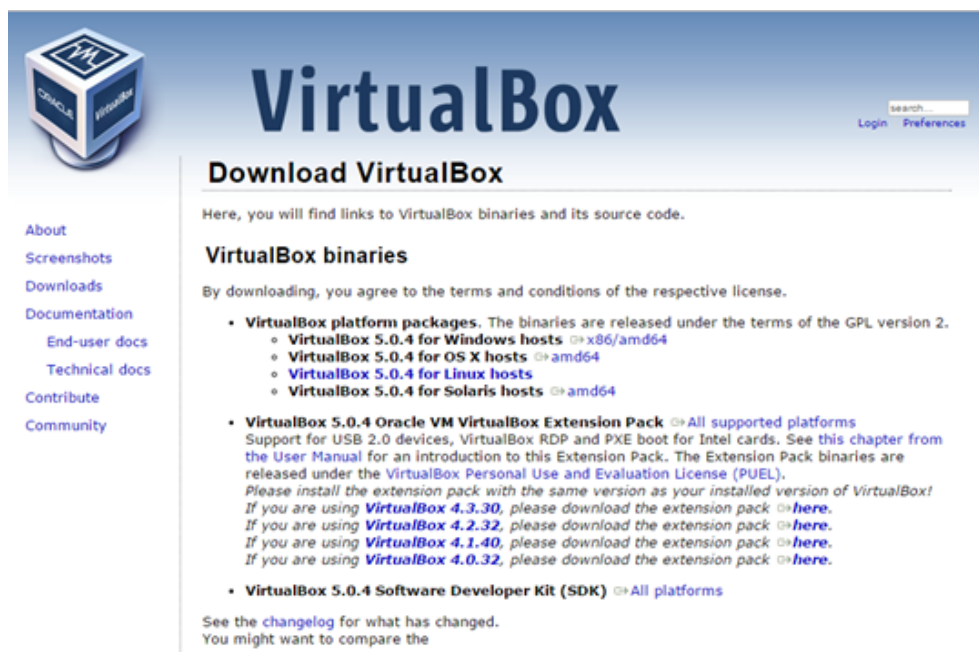 ORACLE
VirtualBox
VirtualBox
search...
Login Preferences
Download VirtualBox
Here, you will find links to VirtualBox binaries and its source code.
About
Screenshots
Downloads
Documentation
End-user docs
Technical docs
Contribute
Community
VirtualBox binaries
By downloading, you agree to the terms and conditions of the respective license.
• VirtualBox platform packages. The binaries are released under the terms of the GPL version 2.
◦ VirtualBox 5.0.4 for Windows hosts x86/amd64
◦ VirtualBox 5.0.4 for OS X hosts amd64
◦ VirtualBox 5.0.4 for Linux hosts
◦ VirtualBox 5.0.4 for Solaris hosts amd64
• VirtualBox 5.0.4 Oracle VM VirtualBox Extension Pack All supported platforms
Support for USB 2.0 devices, VirtualBox RDP and PXE boot for Intel cards. See this chapter from
the User Manual for an introduction to this Extension Pack. The Extension Pack binaries are
released under the VirtualBox Personal Use and Evaluation License (PUEL).
Please install the extension pack with the same version as your installed version of VirtualBox!
If you are using VirtualBox 4.3.30, please download the extension pack here.
If you are using VirtualBox 4.2.32, please download the extension pack here.
If you are using VirtualBox 4.1.40, please download the extension pack here.
If you are using VirtualBox 4.0.32, please download the extension pack here.
• VirtualBox 5.0.4 Software Developer Kit (SDK) All platforms
See the changelog for what has changed.
You might want to compare the